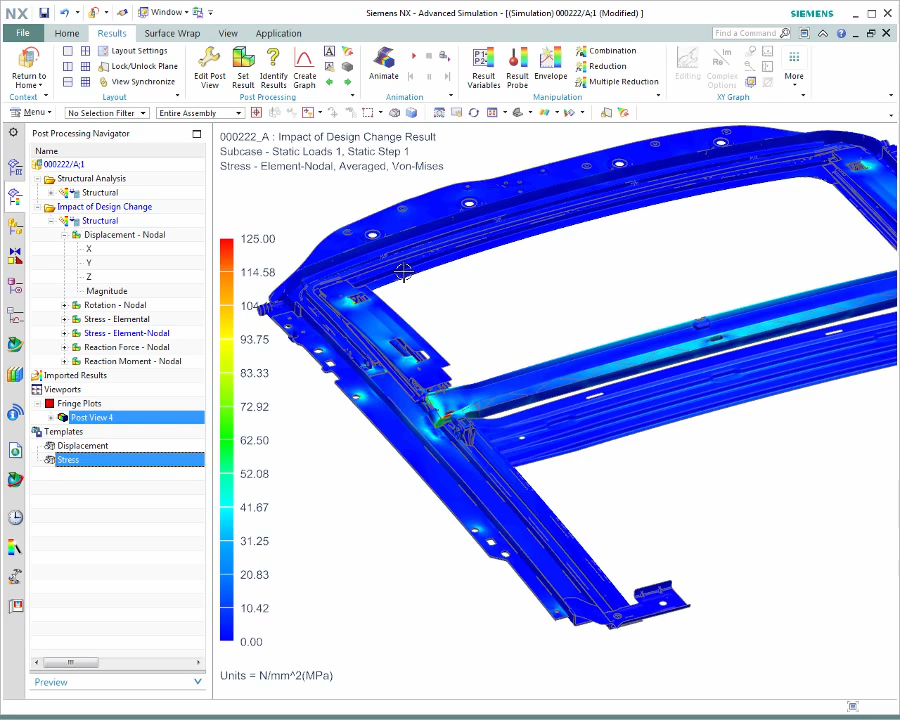 NX
Window
Siemens NX - Advanced Simulation - [(Simulation) 000222/A;1 (Modified) ]
SIEMENS
File
Home
Results
Surface Wrap
View
Application
Find a Command
Return to Home
Context
Layout Settings
Lock/Unlock Plane
View Synchronize
Layout
Edit Post View
Set Result
Identify Results
Create Graph
Post Processing
Animate
Animation
Result Variables
Result Probe
Envelope
Combination
Reduction
Multiple Reduction
Manipulation
Editing
Complex Options
XY Graph
More
Menu
No Selection Filter
Entire Assembly
Post Processing Navigator
Name
000222/A;1
Structural Analysis
Structural
Impact of Design Change
Structural
Displacement - Nodal
X
Y
Z
Magnitude
Rotation - Nodal
Stress - Elemental
Stress - Element-Nodal
Reaction Force - Nodal
Reaction Moment - Nodal
Imported Results
Viewports
Fringe Plots
Post View 4
Templates
Displacement
Stress
Preview
000222_A : Impact of Design Change Result
Subcase - Static Loads 1, Static Step 1
Stress - Element-Nodal, Averaged, Von-Mises
125.00
114.58
104
93.75
83.33
72.92
62.50
52.08
41.67
31.25
20.83
10.42
0.00
Units = N/mm^2(MPa)